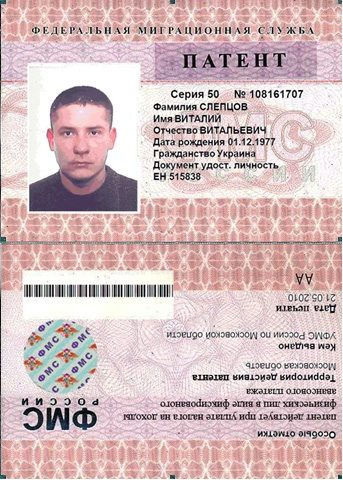 ФЕДЕРАЛЬНАЯ МИГРАЦИОННАЯ СЛУЖБА
ПАТЕНТ
Серия 50 № 108161707
Фамилия СЛЕПЦОВ
Имя ВИТАЛИЙ
Отчество ВИТАЛЬЕВИЧ
Дата рождения 01.12.1977
Гражданство Украина
Документ удост. личность
ЕН 515838
ФМС
Особые отметки
патент действует при уплате налога на доходы
физических лиц в виде фиксированного
авансового платежа
Территория действия патента
Московская область
Кем выдано
УФМС России по Московской области
Дата печати
21.05.2010
АА
ФМС
РОССИИ
ФМС